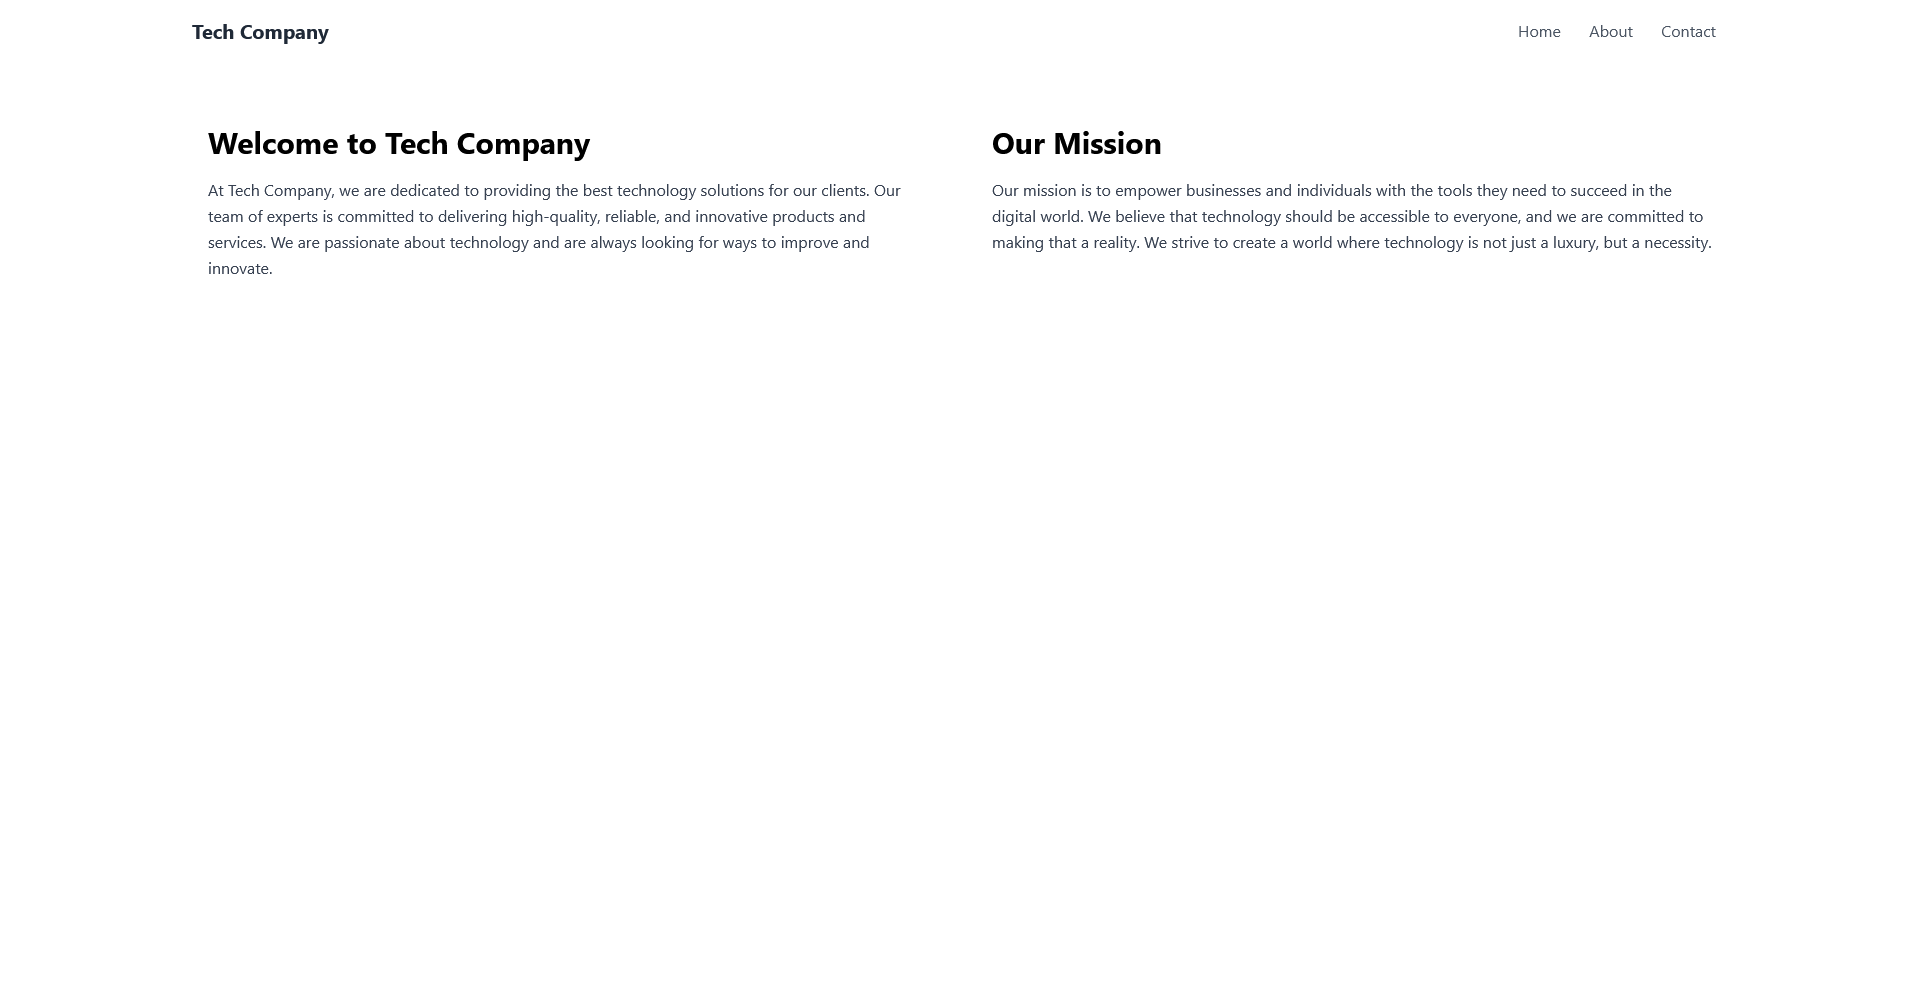 Tech Company
Home
About
Contact
Welcome to Tech Company
At Tech Company, we are dedicated to providing the best technology solutions for our clients. Our
team of experts is committed to delivering high-quality, reliable, and innovative products and
services. We are passionate about technology and are always looking for ways to improve and
innovate.
Our Mission
Our mission is to empower businesses and individuals with the tools they need to succeed in the
digital world. We believe that technology should be accessible to everyone, and we are committed to
making that a reality. We strive to create a world where technology is not just a luxury, but a necessity.